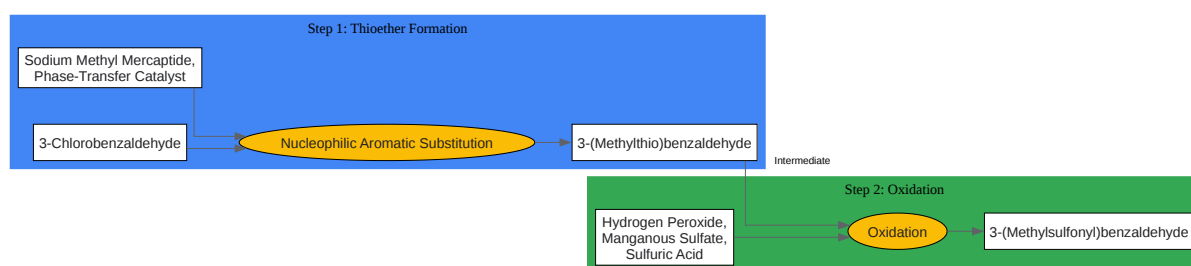 Step 1: Thioether Formation
Sodium Methyl Mercaptide,
Phase-Transfer Catalyst
3-Chlorobenzaldehyde
Nucleophilic Aromatic Substitution
3-(Methylthio)benzaldehyde
Intermediate
Step 2: Oxidation
Hydrogen Peroxide,
Manganous Sulfate,
Sulfuric Acid
Oxidation
3-(Methylsulfonyl)benzaldehyde